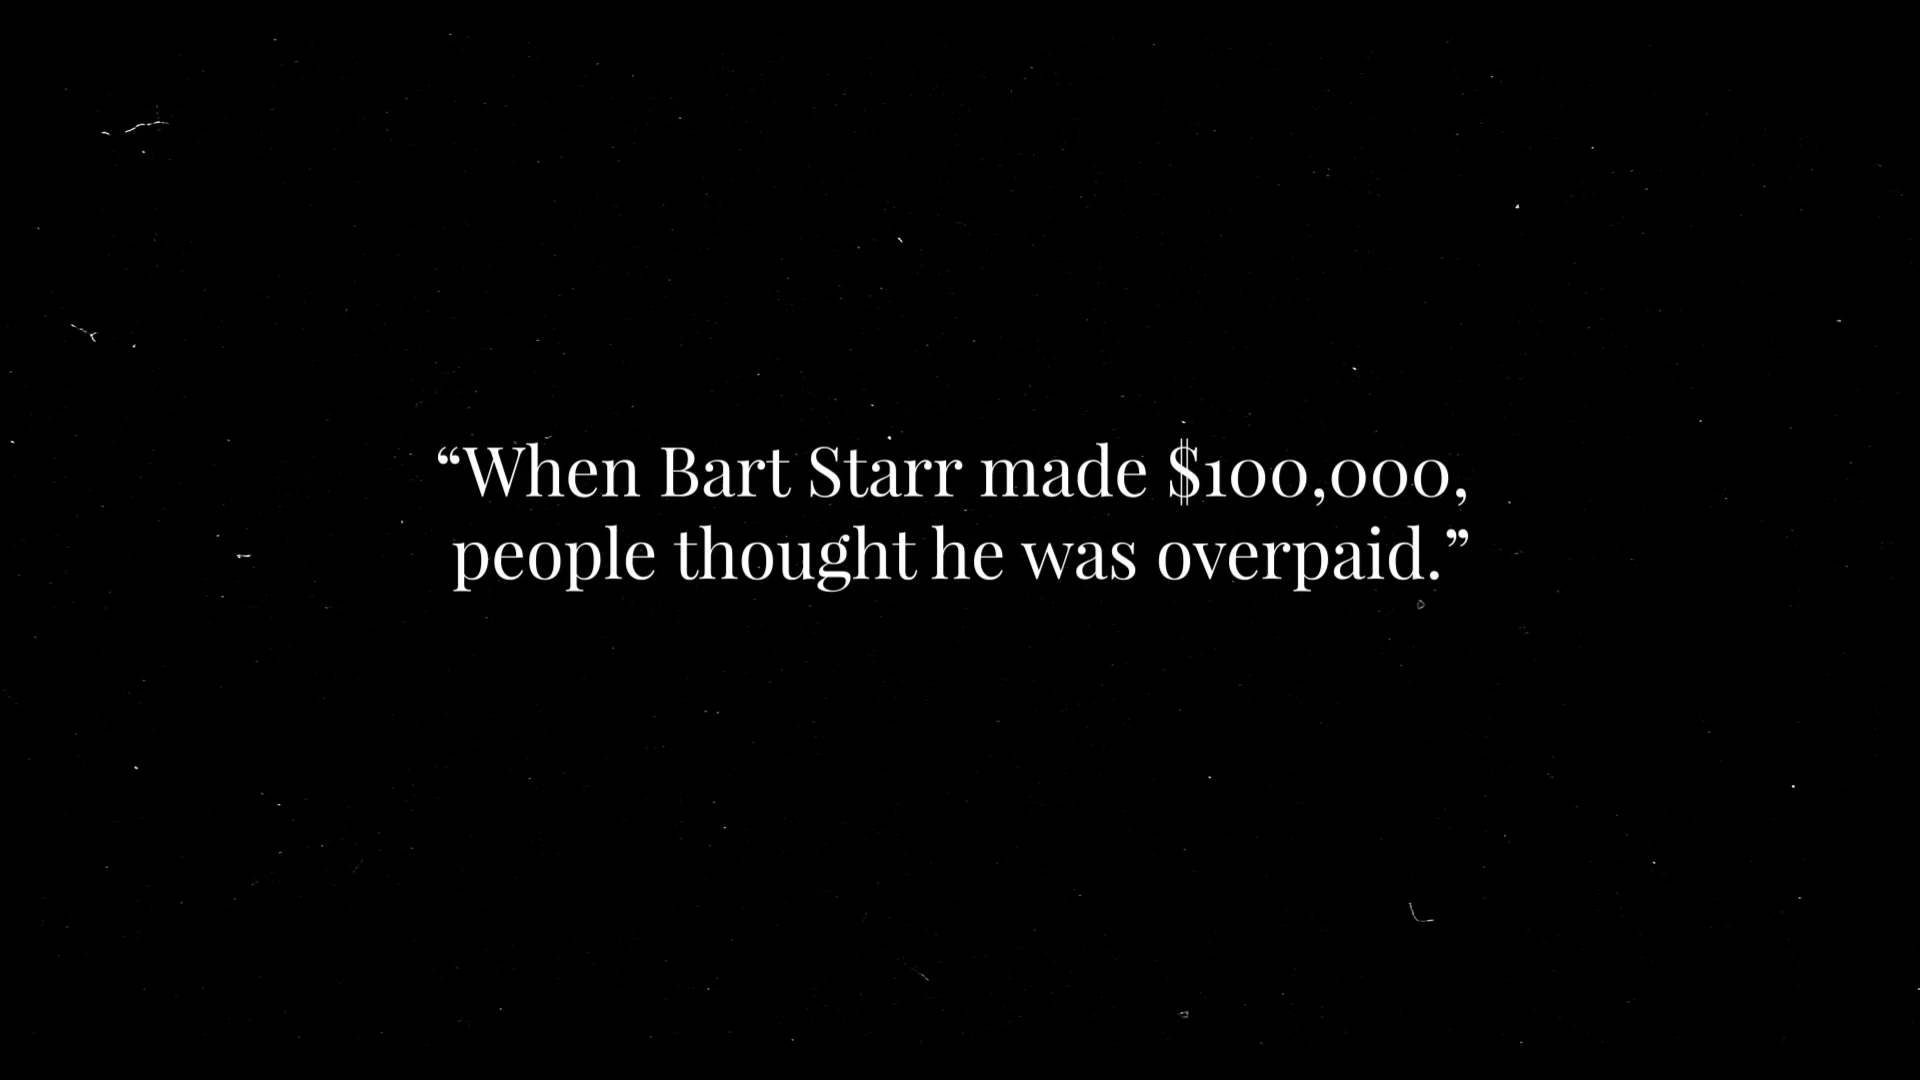 “When Bart Starr made $100,000,
people thought he was overpaid.”